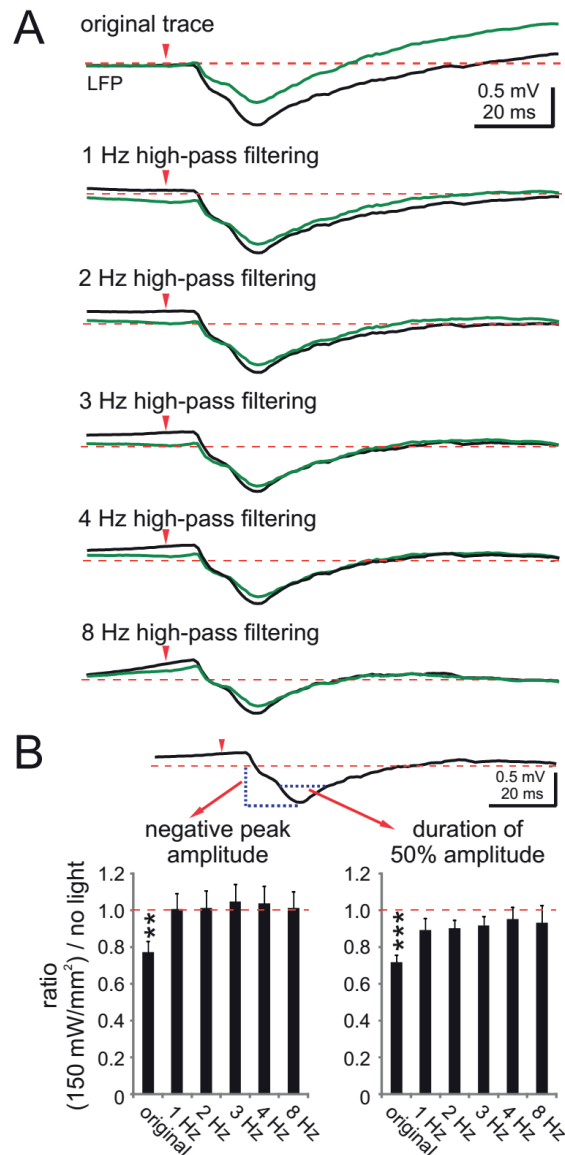 A
original trace
LFP
0.5 mV
20 ms
1 Hz high-pass filtering
2 Hz high-pass filtering
3 Hz high-pass filtering
4 Hz high-pass filtering
8 Hz high-pass filtering
B
0.5 mV
20 ms
negative peak
amplitude
duration of
50% amplitude
ratio
(150 mW/mm²) / no light
1.2
1.0
0.8
0.6
0.4
0.2
0
**
original
1 Hz
2 Hz
3 Hz
4 Hz
8 Hz
1.2
1.0
0.8
0.6
0.4
0.2
0
***
original
1 Hz
2 Hz
3 Hz
4 Hz
8 Hz